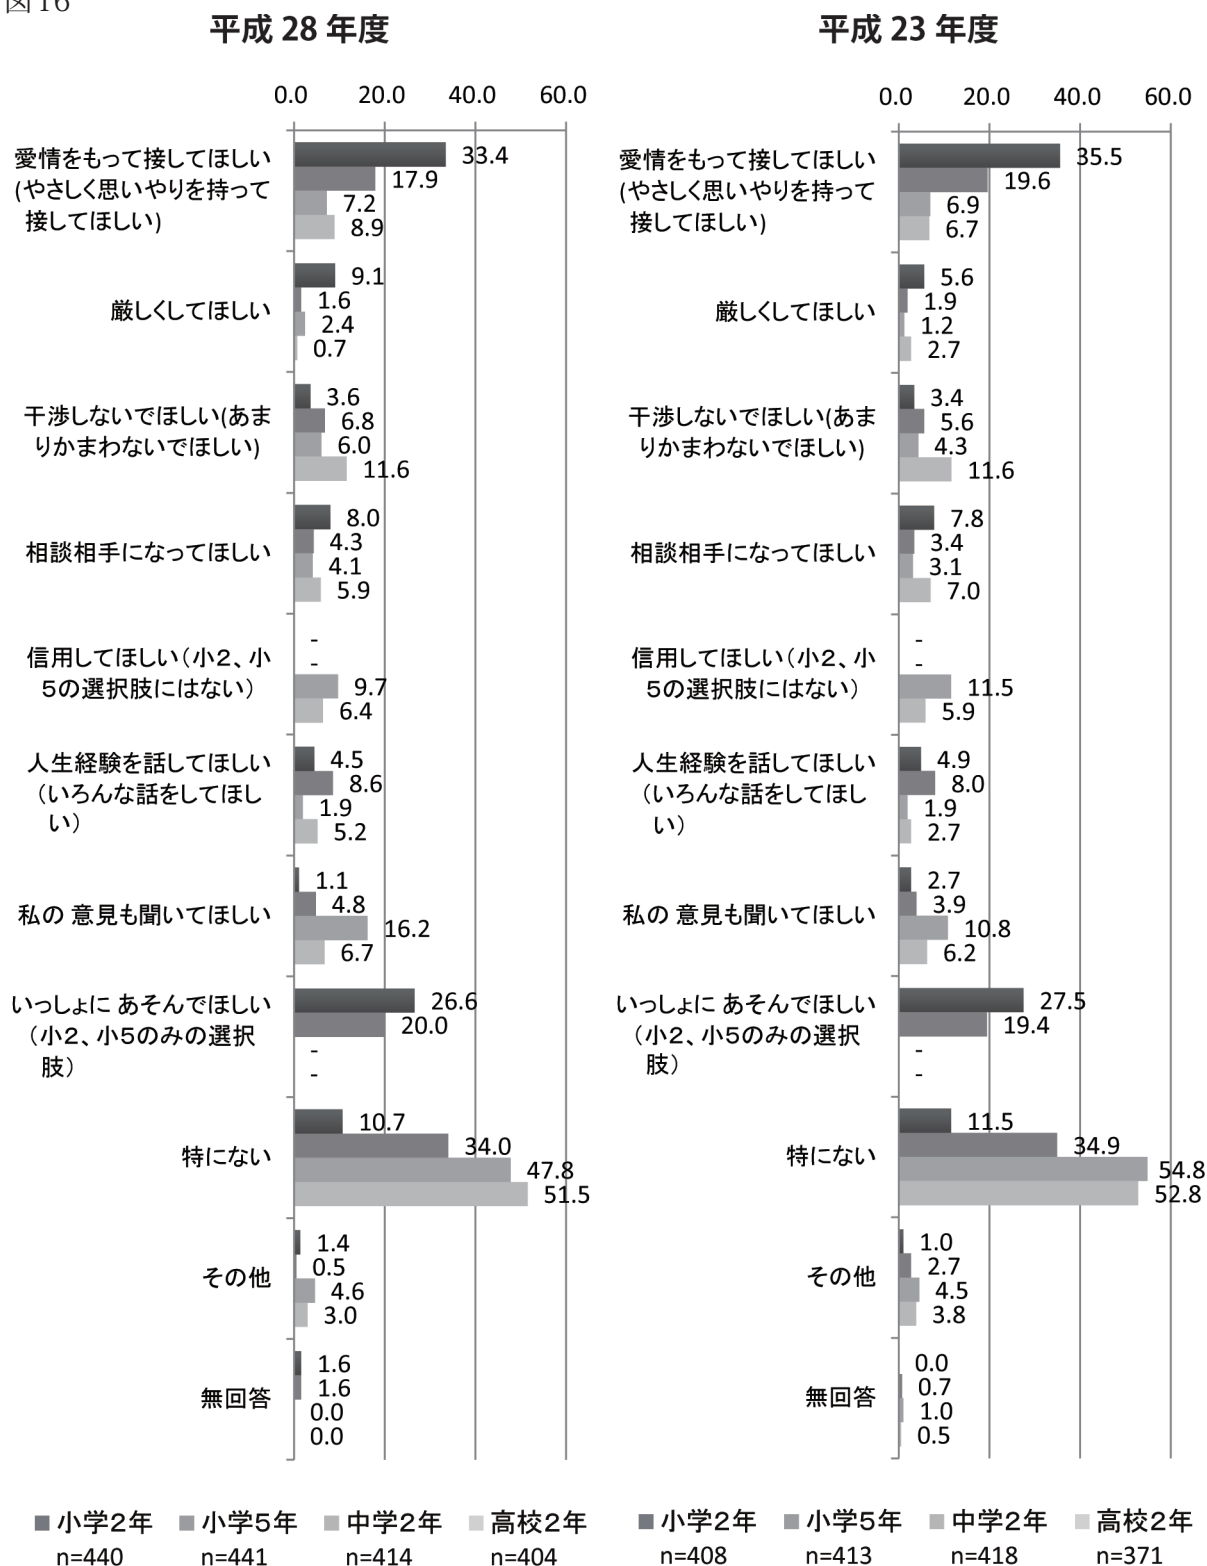 図16
平成 28 年度
0.0 20.0 40.0 60.0
愛情をもって接してほしい
(やさしく思いやりを持って
接してほしい)
33.4
17.9
7.2
8.9
厳しくしてほしい
9.1
1.6
2.4
0.7
干渉しないでほしい(あま
りかまわないでほしい)
3.6
6.8
6.0
11.6
相談相手になってほしい
8.0
4.3
4.1
5.9
信用してほしい（小２、小
５の選択肢にはない）
-
-
9.7
6.4
人生経験を話してほしい
（いろんな話をしてほし
い）
4.5
8.6
1.9
5.2
私の 意見も聞いてほしい
1.1
4.8
16.2
6.7
いっしょに あそんでほしい
（小２、小５のみの選択
肢）
26.6
20.0
-
-
特にない
10.7
34.0
47.8
51.5
その他
1.4
0.5
4.6
3.0
無回答
1.6
1.6
0.0
0.0
小学２年 小学５年 中学２年 高校２年
n=440 n=441 n=414 n=404
平成 23 年度
0.0 20.0 40.0 60.0
愛情をもって接してほしい
(やさしく思いやりを持って
接してほしい)
35.5
19.6
6.9
6.7
厳しくしてほしい
5.6
1.9
1.2
2.7
干渉しないでほしい(あま
りかまわないでほしい)
3.4
5.6
4.3
11.6
相談相手になってほしい
7.8
3.4
3.1
7.0
信用してほしい（小２、小
５の選択肢にはない）
-
-
11.5
5.9
人生経験を話してほしい
（いろんな話をしてほし
い）
4.9
8.0
1.9
2.7
私の 意見も聞いてほしい
2.7
3.9
10.8
6.2
いっしょに あそんでほしい
（小２、小５のみの選択
肢）
27.5
19.4
-
-
特にない
11.5
34.9
54.8
52.8
その他
1.0
2.7
4.5
3.8
無回答
0.0
0.7
1.0
0.5
小学２年 小学５年 中学２年 高校２年
n=408 n=413 n=418 n=371